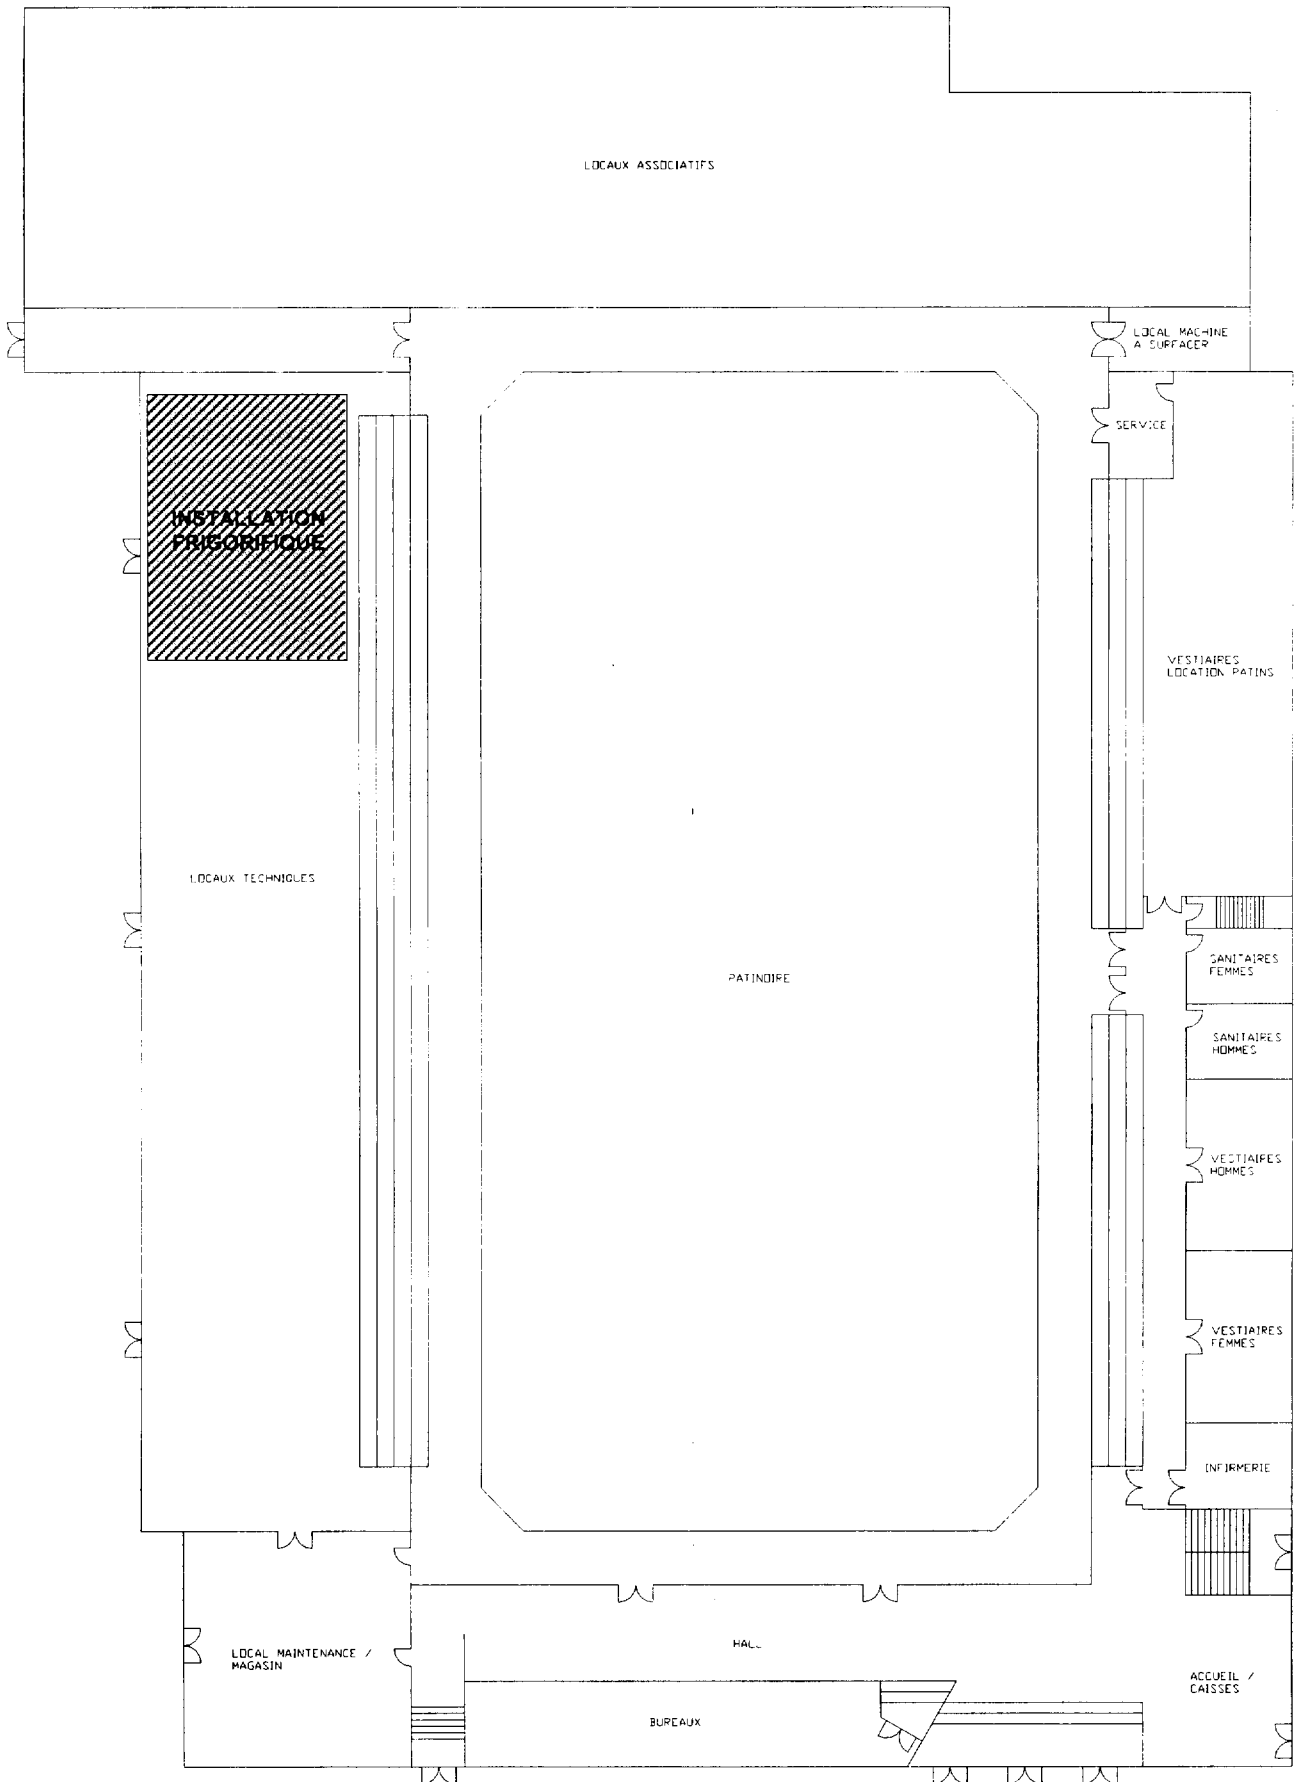 LOCAUX ASSOCIATIFS
LOCAL MACHINE
A SURFACER
SERVICE
INSTALLATION
FRIGORIFIQUE
VESTIAIRES
LOCATION PATINS
LOCAUX TECHNIQUES
PATINOIRE
SANITAIRES
FEMMES
SANITAIRES
HOMMES
VESTIAIRES
HOMMES
VESTIAIRES
FEMMES
INFIRMERIE
LOCAL MAINTENANCE /
MAGASIN
HALL
ACCUEIL /
CAISSES
BUREAUX